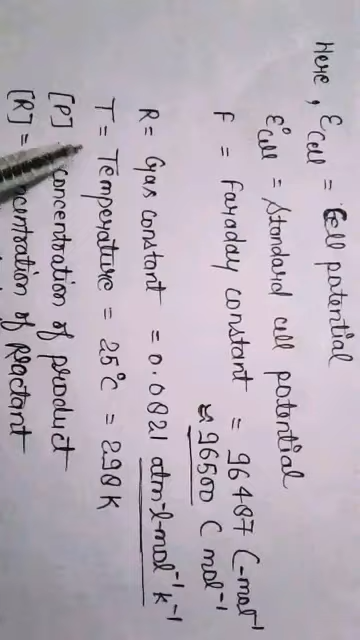 Here, Ecell = Cell potential
E°cell = Standard cell potential
F = Faraday constant = 96487 C-mol⁻¹
≈ 96500 C mol⁻¹
R = Gas constant = 0.0821 atm-l-mol⁻¹ k⁻¹
T = Temperature = 25°C = 298 K
[P] concentration of product
[R] = ncentration of Reactant